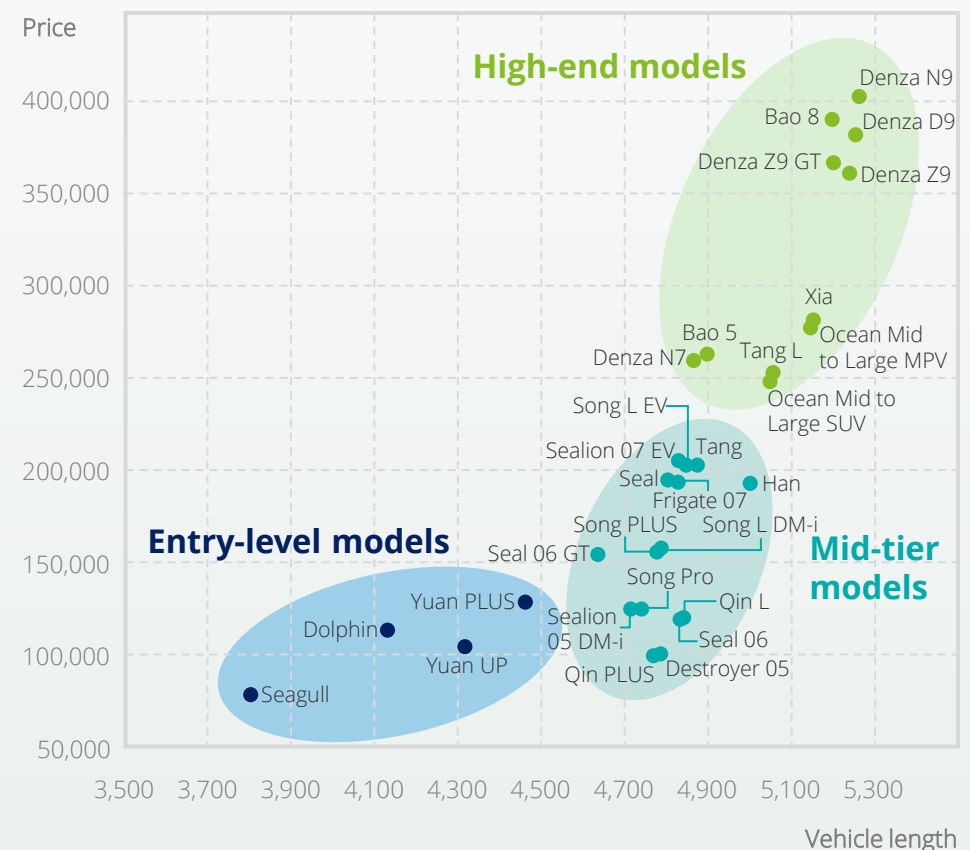 Price
High-end models
Denza N9
400,000
Bao 8
Denza D9
Denza Z9 GT
Denza Z9
350,000
300,000
Xia
Bao 5
Ocean Mid
to Large MPV
Denza N7
Tang L
250,000
Ocean Mid to
Large SUV
Song L EV
Sealion 07 EV
Tang
200,000
Seal
Han
Frigate 07
Song PLUS
Song L DM-i
Entry-level models
Seal 06 GT
Mid-tier
models
150,000
Song Pro
Yuan PLUS
Qin L
Sealion
05 DM-i
Dolphin
Seal 06
Yuan UP
100,000
Qin PLUS
Destroyer 05
Seagull
50,000
3,500
3,700
3,900
4,100
4,300
4,500
4,700
4,900
5,100
5,300
Vehicle length